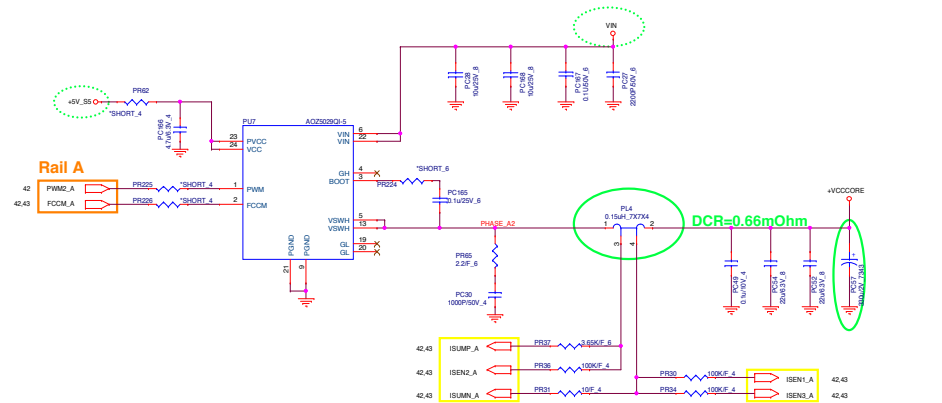 VIN
PC28
10u/25V_8
PC168
10u/25V_8
PC167
0.1U/50V_6
PC27
2200P/50V_6
+5V_S5
PR62
*SHORT_4
PC166
4.7u/6.3V_4
PU7
AOZ5029QI-5
23
PVCC
24
VCC
VIN
6
VIN
22
GH
4
BOOT
3
PR224
*SHORT_6
PC165
0.1u/25V_6
Rail A
42
PWM2_A
PR225
*SHORT_4
1
PWM
42,43
FCCM_A
PR226
*SHORT_4
2
FCCM
VSWH
5
VSWH
13
GL
19
GL
20
PGND
21
PGND
9
PHASE_A2
PR65
2.2/F_6
PC30
1000P/50V_4
PL4
0.15uH_7X7X4
1
2
3
4
DCR=0.66mOhm
+VCCCORE
PC49
0.1u/10V_4
PC54
22u/6.3V_8
PC52
22u/6.3V_8
+
PC57
42,43
ISUMP_A
PR37
3.65K/F_6
42,43
ISEN2_A
PR36
100K/F_4
42,43
ISUMN_A
PR31
10/F_4
PR30
100K/F_4
ISEN1_A
42,43
PR34
100K/F_4
ISEN3_A
42,43